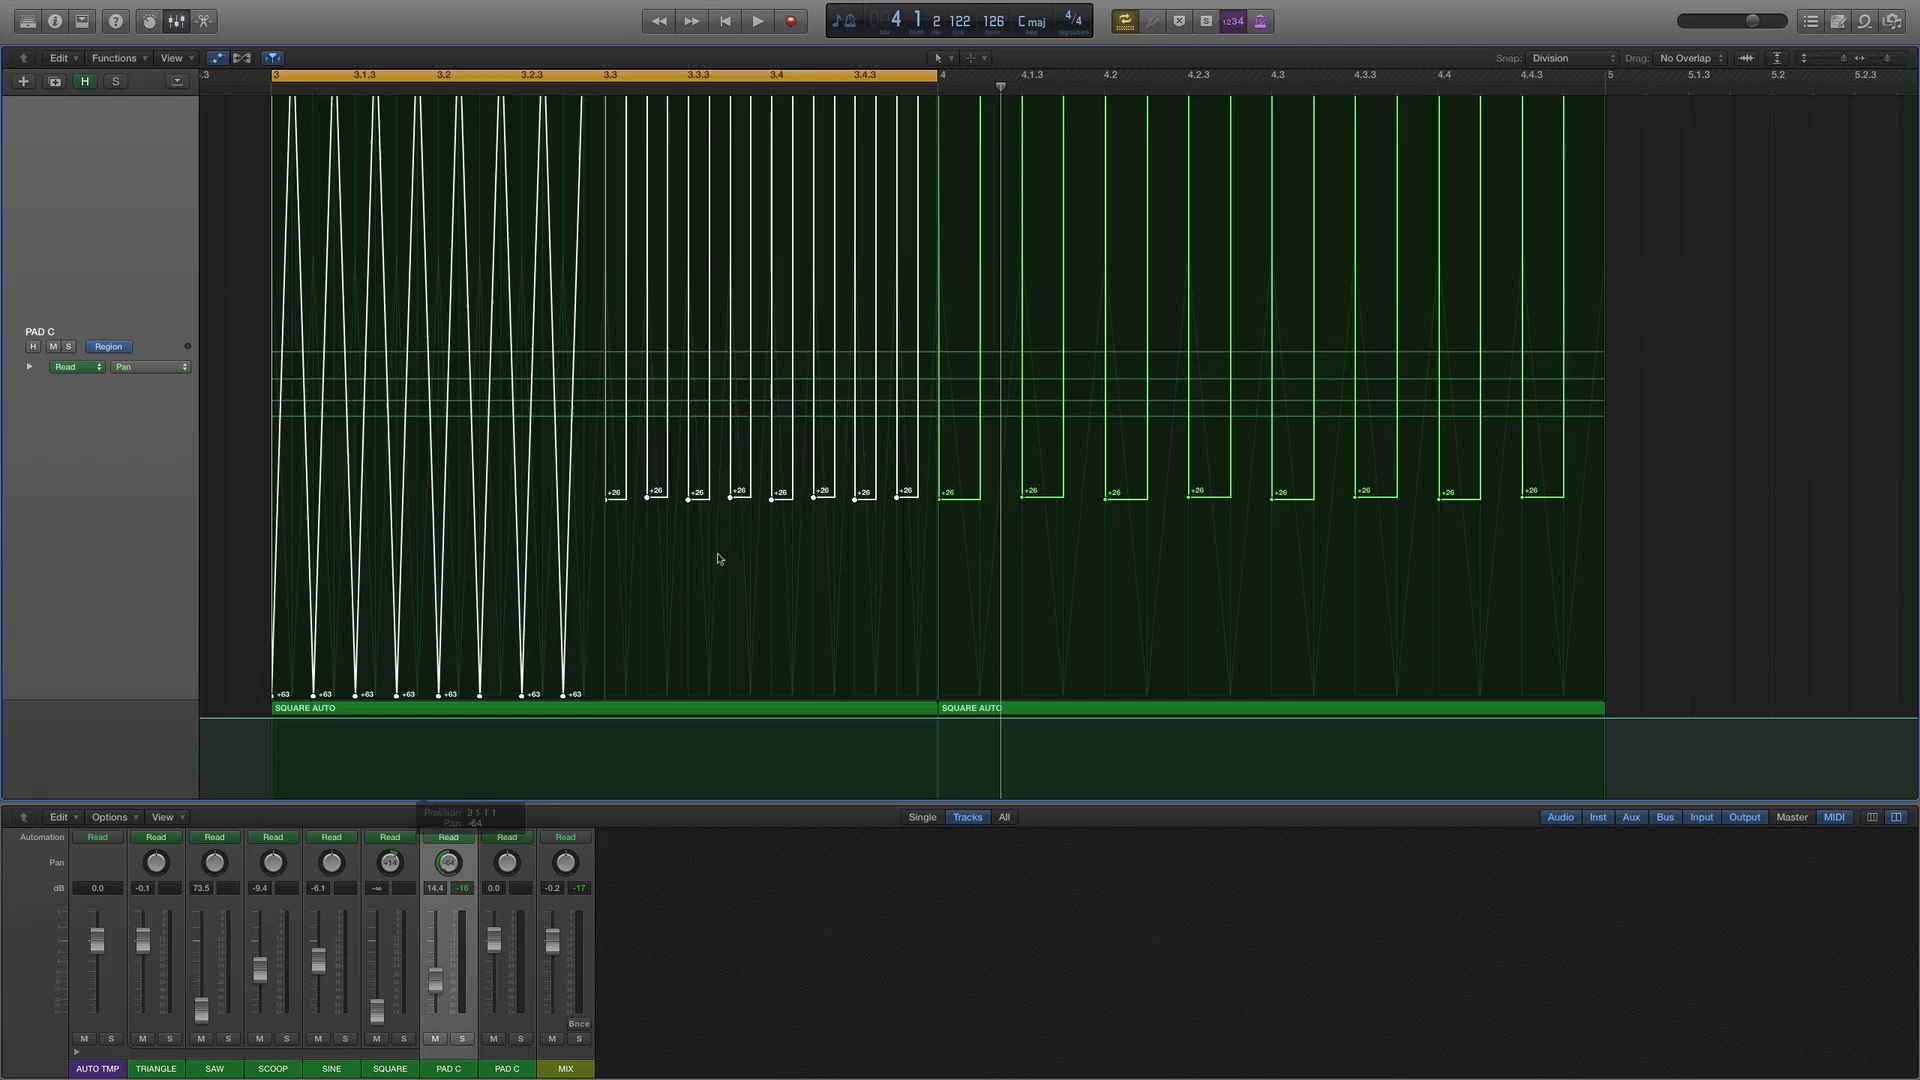 4 1 2 122 126 C maj 4/4
bar beat div tick bpm key signature
1234
Edit Functions View Snap: Division Drag: No Overlap
3 3.1.3 3.2 3.2.3 3.3 3.3.3 3.4 3.4.3 4 4.1.3 4.2 4.2.3 4.3 4.3.3 4.4 4.4.3 5 5.1.3 5.2 5.2.3
H S
PAD C
H M S Region
Read Pan
+26 +26 +26 +26 +26 +26 +26 +26 +26 +26 +26 +26 +26 +26 +26 +26
+63 +63 +63 +63 +63 +63 +63
SQUARE AUTO SQUARE AUTO
Position: 3 1 1 1
Pan: -64
Edit Options View Single Tracks All Audio Inst Aux Bus Input Output Master MIDI
Automation Read Read Read Read Read Read Read Read Read
Pan +14 -64
dB 0.0 -0.1 73.5 -9.4 -6.1 -∞ 14.4 -16 0.0 -0.2 -17
Bnce
M S M S M S M S M S M S M S M S M S
AUTO TMP TRIANGLE SAW SCOOP SINE SQUARE PAD C PAD C MIX